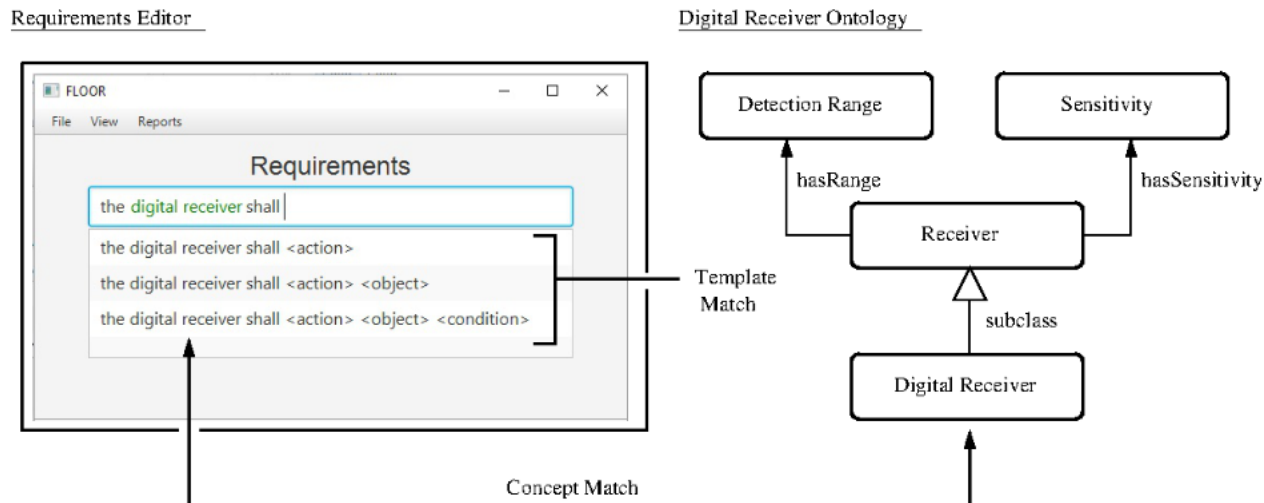 Requirements Editor
Digital Receiver Ontology
FLOOR
File View Reports
Requirements
the digital receiver shall
the digital receiver shall <action>
the digital receiver shall <action> <object>
the digital receiver shall <action> <object> <condition>
Template
Match
Concept Match
Detection Range
Sensitivity
hasRange
hasSensitivity
Receiver
subclass
Digital Receiver